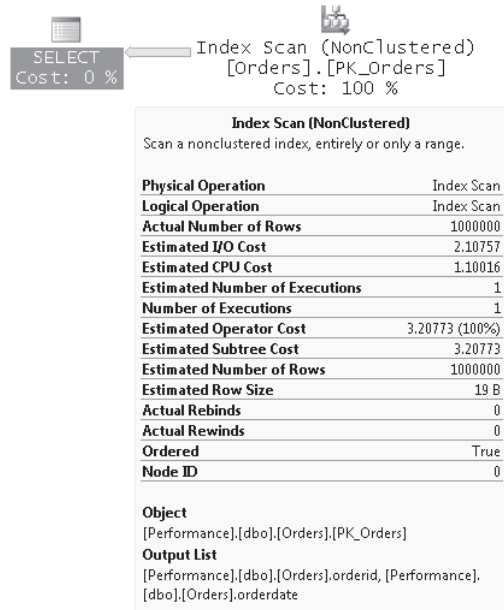 SELECT
Cost: 0 %
Index Scan (NonClustered)
[Orders].[PK_Orders]
Cost: 100 %
Index Scan (NonClustered)
Scan a nonclustered index, entirely or only a range.
Physical Operation Index Scan
Logical Operation Index Scan
Actual Number of Rows 1000000
Estimated I/O Cost 2.10757
Estimated CPU Cost 1.10016
Estimated Number of Executions 1
Number of Executions 1
Estimated Operator Cost 3.20773 (100%)
Estimated Subtree Cost 3.20773
Estimated Number of Rows 1000000
Estimated Row Size 19 B
Actual Rebinds 0
Actual Rewinds 0
Ordered True
Node ID 0
Object
[Performance].[dbo].[Orders].[PK_Orders]
Output List
[Performance].[dbo].[Orders].orderid, [Performance].
[dbo].[Orders].orderdate